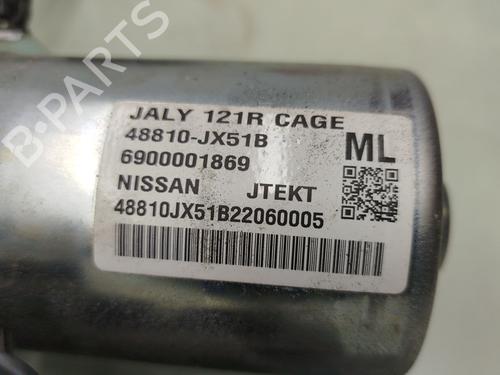 JALY 121R CAGE
48810-JX51B
ML
6900001869
NISSAN JTEKT
48810JX51B22060005
B-PARTS